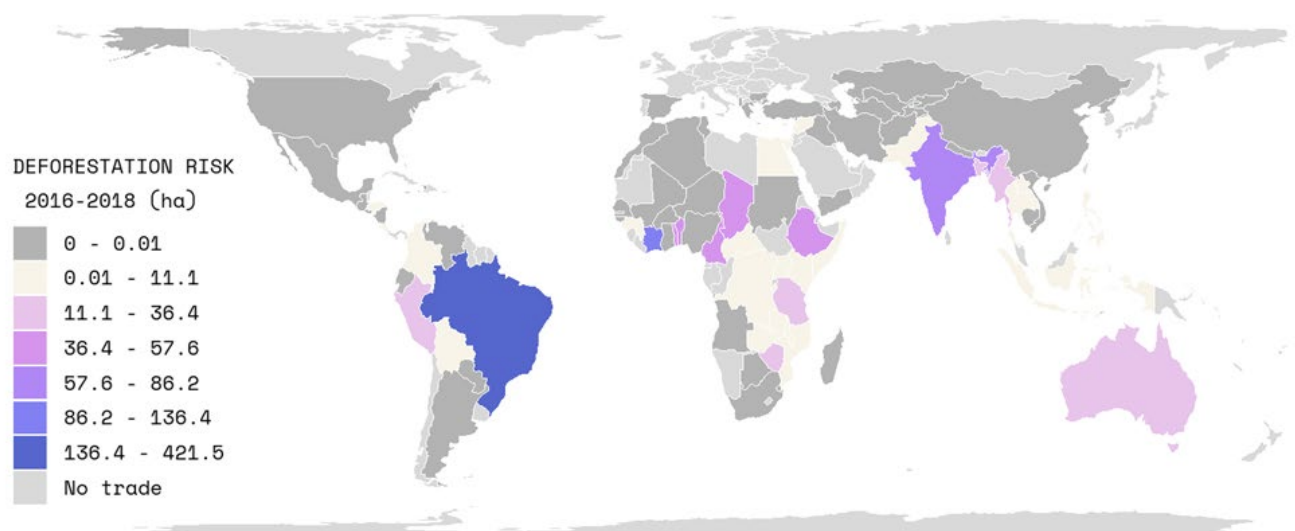 DEFORESTATION RISK
2016-2018 (ha)
0 - 0.01
0.01 - 11.1
11.1 - 36.4
36.4 - 57.6
57.6 - 86.2
86.2 - 136.4
136.4 - 421.5
No trade